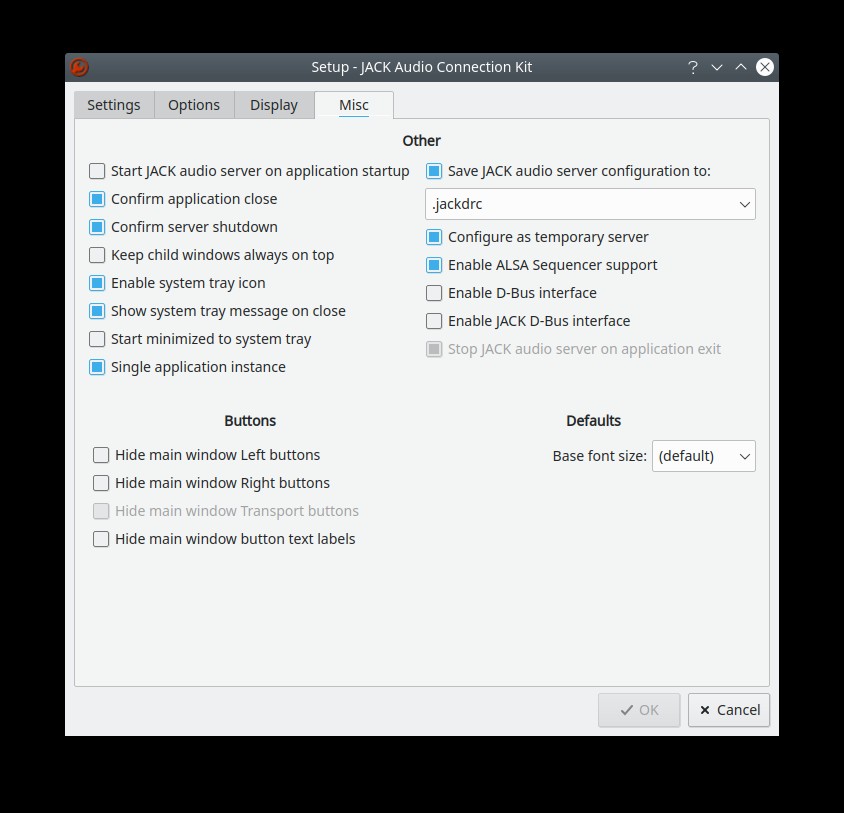 Setup - JACK Audio Connection Kit
Settings
Options
Display
Misc
Other
Start JACK audio server on application startup
Confirm application close
Confirm server shutdown
Keep child windows always on top
Enable system tray icon
Show system tray message on close
Start minimized to system tray
Single application instance
Save JACK audio server configuration to:
.jackdrc
Configure as temporary server
Enable ALSA Sequencer support
Enable D-Bus interface
Enable JACK D-Bus interface
Stop JACK audio server on application exit
Buttons
Hide main window Left buttons
Hide main window Right buttons
Hide main window Transport buttons
Hide main window button text labels
Defaults
Base font size: (default)
OK
Cancel